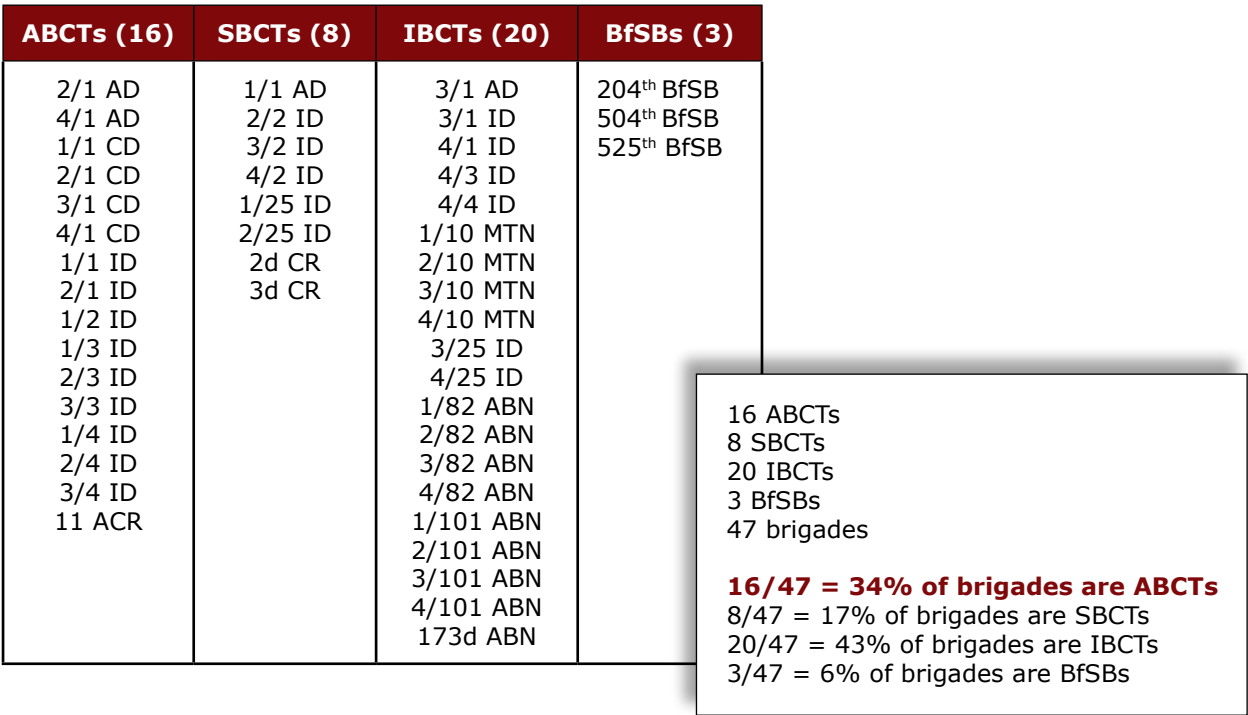 ABCTs (16) SBCTs (8) IBCTs (20) BfSBs (3)
2/1 AD 1/1 AD 3/1 AD 204th BfSB
4/1 AD 2/2 ID 3/1 ID 504th BfSB
1/1 CD 3/2 ID 4/1 ID 525th BfSB
2/1 CD 4/2 ID 4/3 ID
3/1 CD 1/25 ID 4/4 ID
4/1 CD 2/25 ID 1/10 MTN
1/1 ID 2d CR 2/10 MTN
2/1 ID 3d CR 3/10 MTN
1/2 ID 4/10 MTN
1/3 ID 3/25 ID
2/3 ID 4/25 ID
3/3 ID 1/82 ABN
1/4 ID 2/82 ABN
2/4 ID 3/82 ABN
3/4 ID 4/82 ABN
11 ACR 1/101 ABN
2/101 ABN
3/101 ABN
4/101 ABN
173d ABN
16 ABCTs
8 SBCTs
20 IBCTs
3 BfSBs
47 brigades
16/47 = 34% of brigades are ABCTs
8/47 = 17% of brigades are SBCTs
20/47 = 43% of brigades are IBCTs
3/47 = 6% of brigades are BfSBs